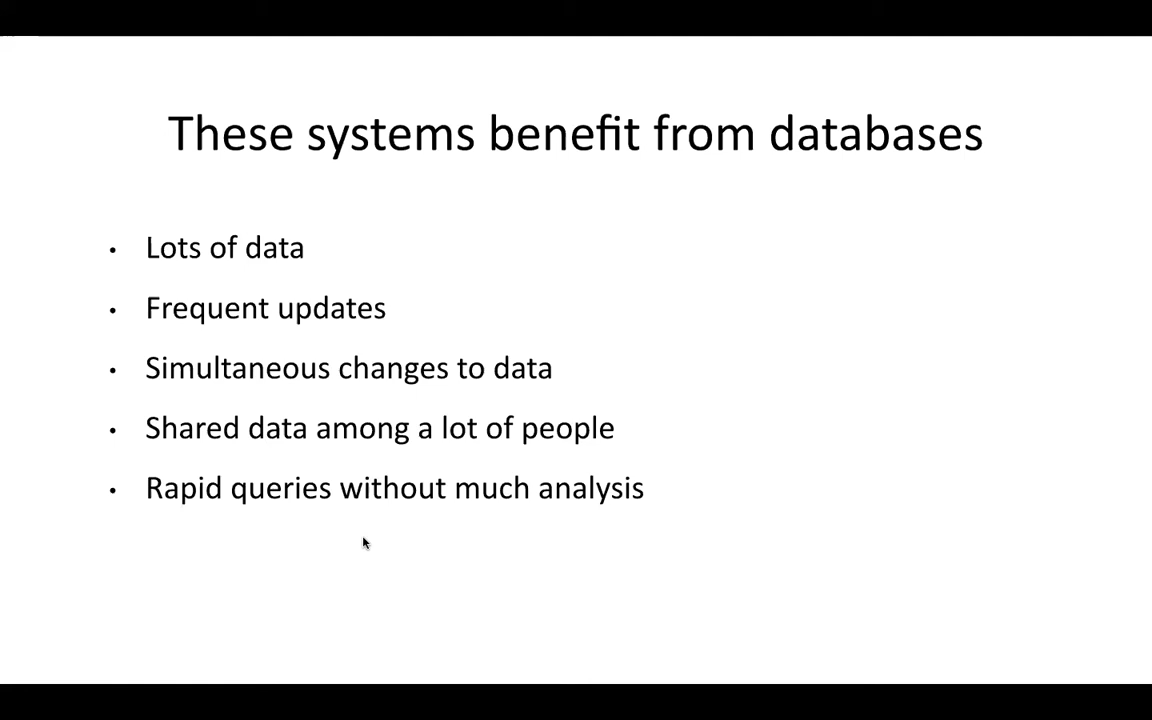 These systems benefit from databases
• Lots of data
• Frequent updates
• Simultaneous changes to data
• Shared data among a lot of people
• Rapid queries without much analysis